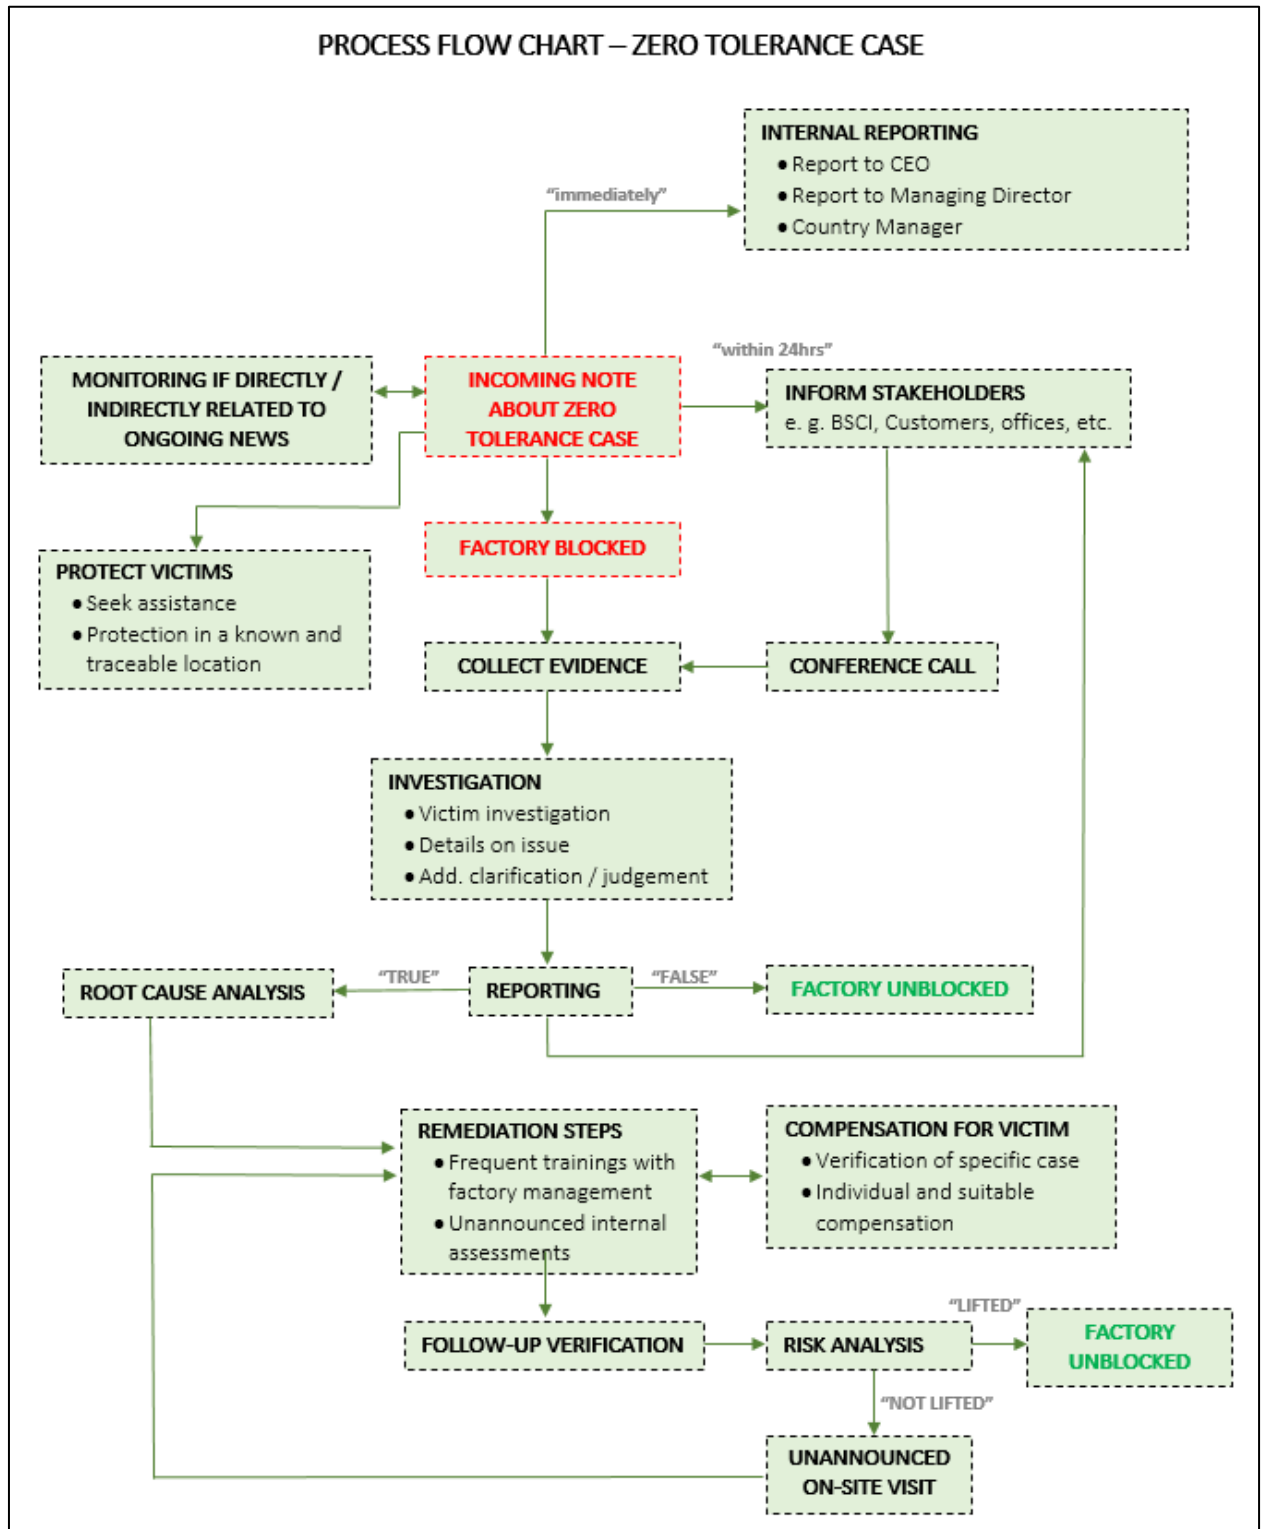 PROCESS FLOW CHART – ZERO TOLERANCE CASE
INTERNAL REPORTING
• Report to CEO
• Report to Managing Director
• Country Manager
“immediately”
“within 24hrs”
MONITORING IF DIRECTLY /
INDIRECTLY RELATED TO
ONGOING NEWS
INCOMING NOTE
ABOUT ZERO
TOLERANCE CASE
INFORM STAKEHOLDERS
e. g. BSCI, Customers, offices, etc.
FACTORY BLOCKED
PROTECT VICTIMS
• Seek assistance
• Protection in a known and
traceable location
COLLECT EVIDENCE
CONFERENCE CALL
INVESTIGATION
• Victim investigation
• Details on issue
• Add. clarification / judgement
ROOT CAUSE ANALYSIS
“TRUE”
REPORTING
“FALSE”
FACTORY UNBLOCKED
REMEDIATION STEPS
• Frequent trainings with
factory management
• Unannounced internal
assessments
COMPENSATION FOR VICTIM
• Verification of specific case
• Individual and suitable
compensation
FOLLOW-UP VERIFICATION
RISK ANALYSIS
“LIFTED”
FACTORY
UNBLOCKED
“NOT LIFTED”
UNANNOUNCED
ON-SITE VISIT